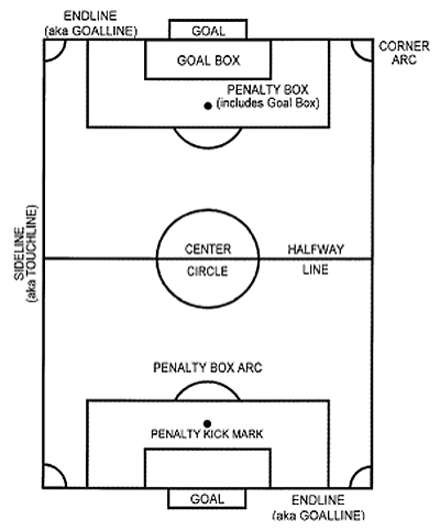 ENDLINE
(aka GOALLINE)
GOAL
CORNER
ARC
GOAL BOX
PENALTY BOX
(includes Goal Box)
SIDELINE
(aka TOUCHLINE)
CENTER
CIRCLE
HALFWAY
LINE
PENALTY BOX ARC
PENALTY KICK MARK
GOAL
ENDLINE
(aka GOALLINE)